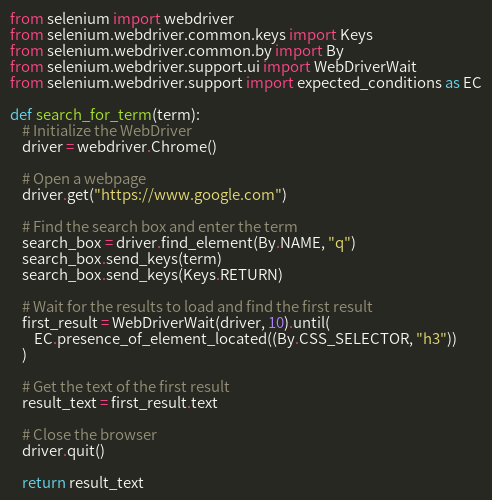 from selenium import webdriver
from selenium.webdriver.common.keys import Keys
from selenium.webdriver.common.by import By
from selenium.webdriver.support.ui import WebDriverWait
from selenium.webdriver.support import expected_conditions as EC

def search_for_term(term):
    # Initialize the WebDriver
    driver = webdriver.Chrome()

    # Open a webpage
    driver.get("https://www.google.com")

    # Find the search box and enter the term
    search_box = driver.find_element(By.NAME, "q")
    search_box.send_keys(term)
    search_box.send_keys(Keys.RETURN)

    # Wait for the results to load and find the first result
    first_result = WebDriverWait(driver, 10).until(
        EC.presence_of_element_located((By.CSS_SELECTOR, "h3"))
    )

    # Get the text of the first result
    result_text = first_result.text

    # Close the browser
    driver.quit()

    return result_text